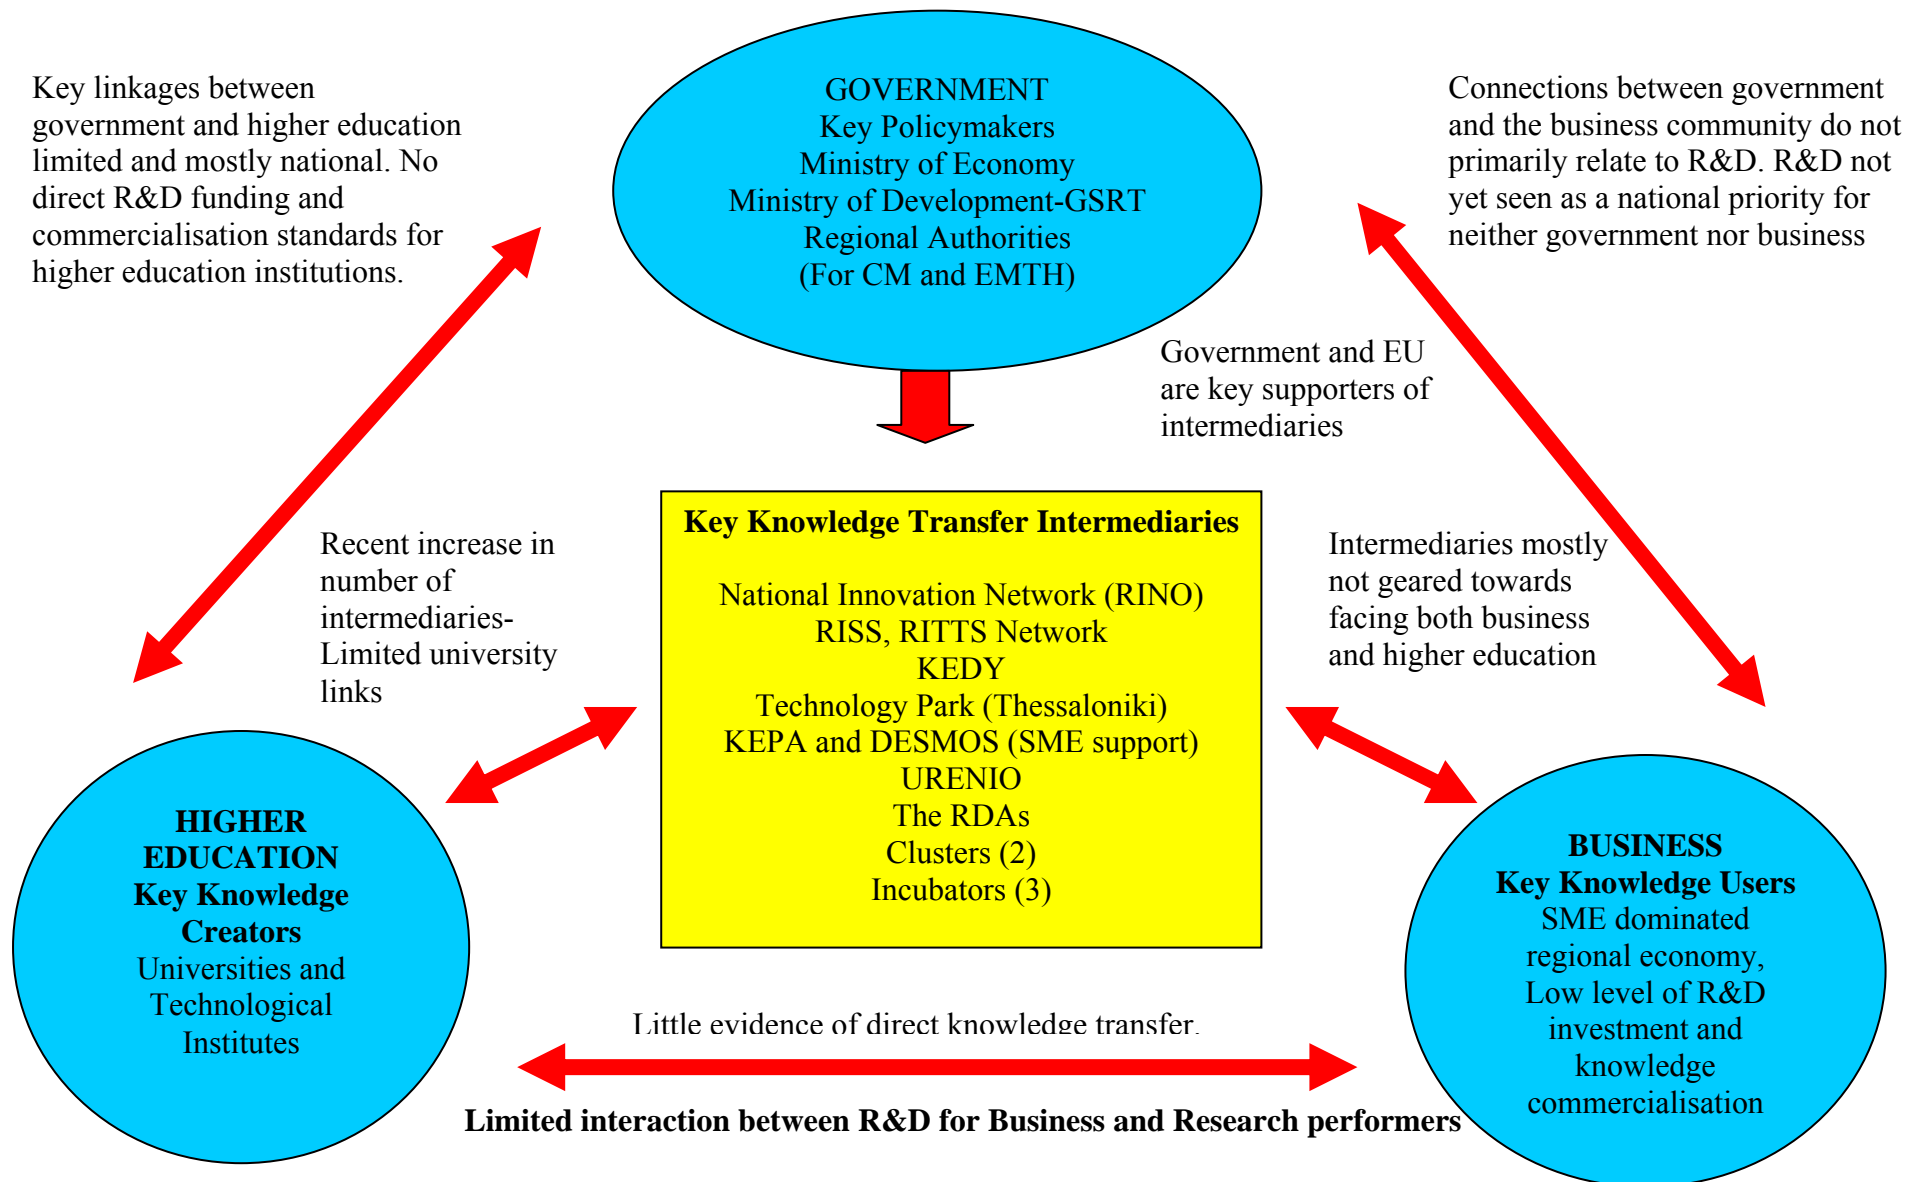 Key linkages between
government and higher education
limited and mostly national. No
direct R&D funding and
commercialisation standards for
higher education institutions.
GOVERNMENT
Key Policymakers
Ministry of Economy
Ministry of Development-GSRT
Regional Authorities
(For CM and EMTH)
Connections between government
and the business community do not
primarily relate to R&D. R&D not
yet seen as a national priority for
neither government nor business
Government and EU
are key supporters of
intermediaries
Recent increase in
number of
intermediaries-
Limited university
links
Key Knowledge Transfer Intermediaries
National Innovation Network (RINO)
RISS, RITTS Network
KEDY
Technology Park (Thessaloniki)
KEPA and DESMOS (SME support)
URENIO
The RDAs
Clusters (2)
Incubators (3)
Intermediaries mostly
not geared towards
facing both business
and higher education
HIGHER
EDUCATION
Key Knowledge
Creators
Universities and
Technological
Institutes
BUSINESS
Key Knowledge Users
SME dominated
regional economy,
Low level of R&D
investment and
knowledge
commercialisation
Little evidence of direct knowledge transfer.
Limited interaction between R&D for Business and Research performers